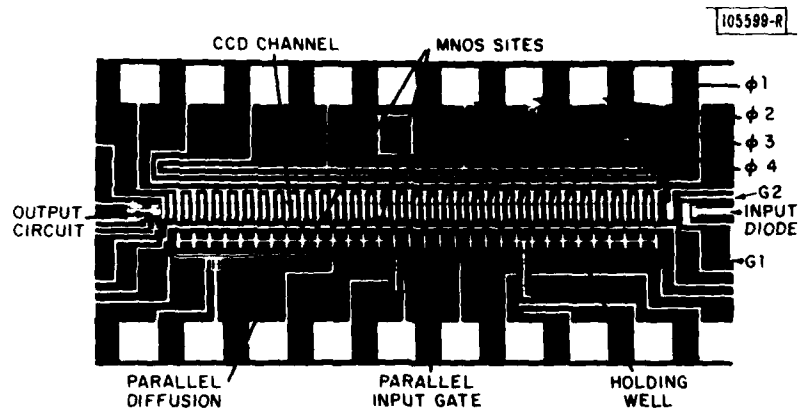 105599-R
CCD CHANNEL
MNOS SITES
ϕ1
ϕ2
ϕ3
ϕ4
G2
OUTPUT
CIRCUIT
INPUT
DIODE
G1
PARALLEL
DIFFUSION
PARALLEL
INPUT GATE
HOLDING
WELL